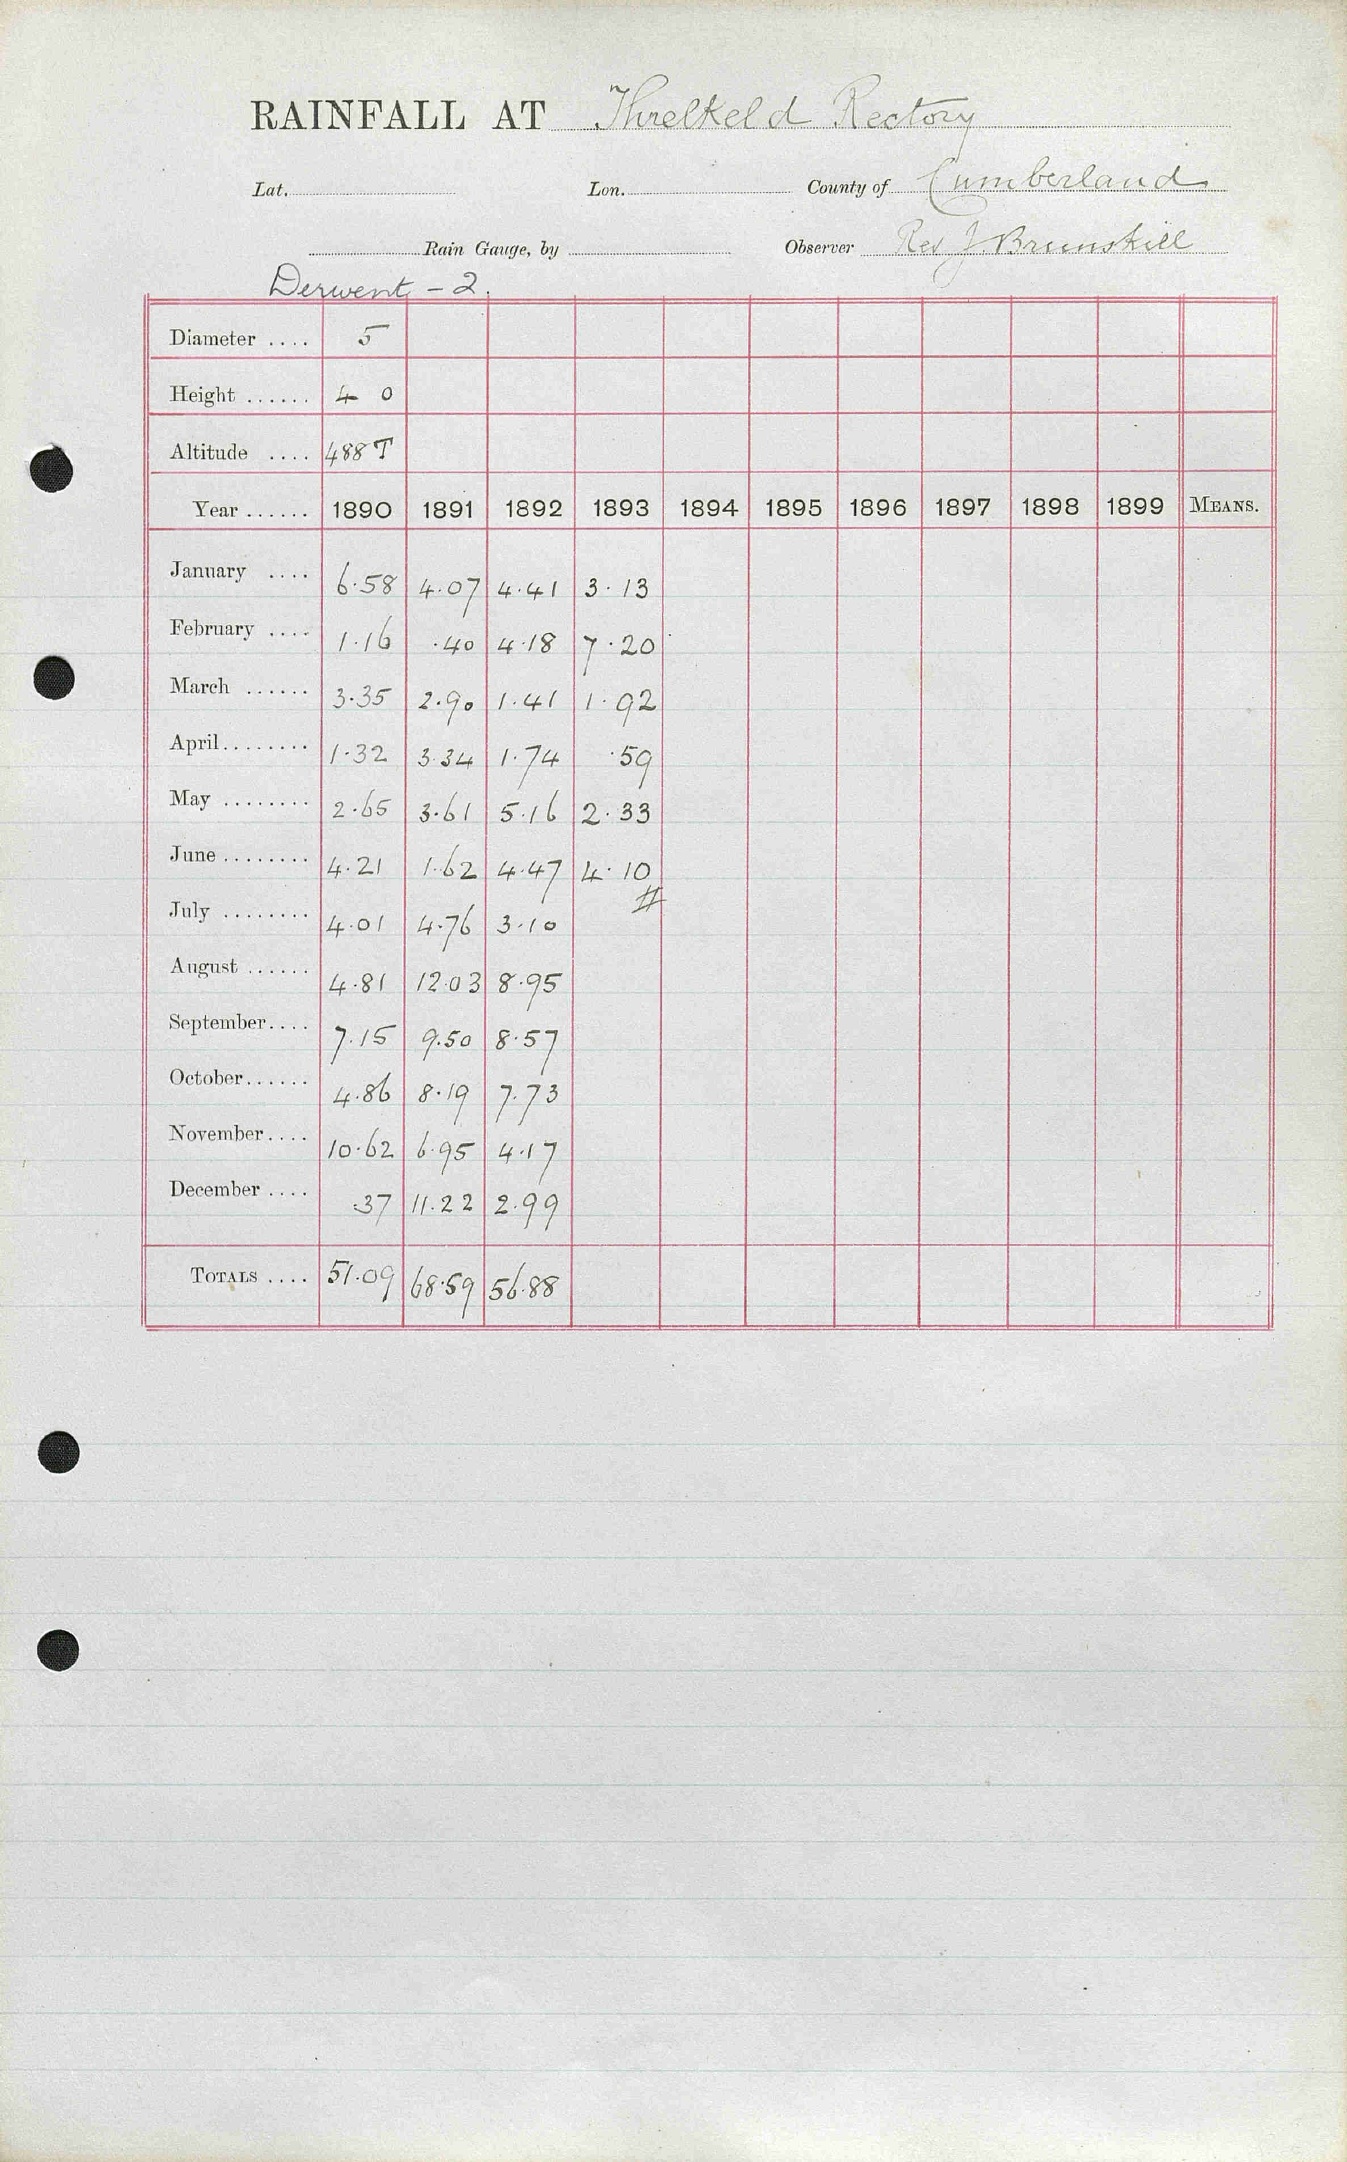 RAINFALL AT Threlkeld Rectory
Lat. Lon. County of Cumberland
Rain Gauge, by Observer Rev J. Brunskill
Derwent - 2.
Diameter .... 5
Height ...... 4 0
Altitude .... 488 T
Year ...... 1890 1891 1892 1893 1894 1895 1896 1897 1898 1899 MEANS.
January .... 6.58 4.07 4.41 3.13
February .... 1.16 .40 4.18 7.20
March ...... 3.35 2.90 1.41 1.92
April ........ 1.32 3.34 1.74 .59
May ........ 2.65 3.61 5.16 2.33
June ........ 4.21 1.62 4.47 4.10
#
July ........ 4.01 4.76 3.10
August ...... 4.81 12.03 8.95
September .... 7.15 9.50 8.57
October ...... 4.86 8.19 7.73
November .... 10.62 6.95 4.17
December .... .37 11.22 2.99
TOTALS .... 51.09 68.59 56.88